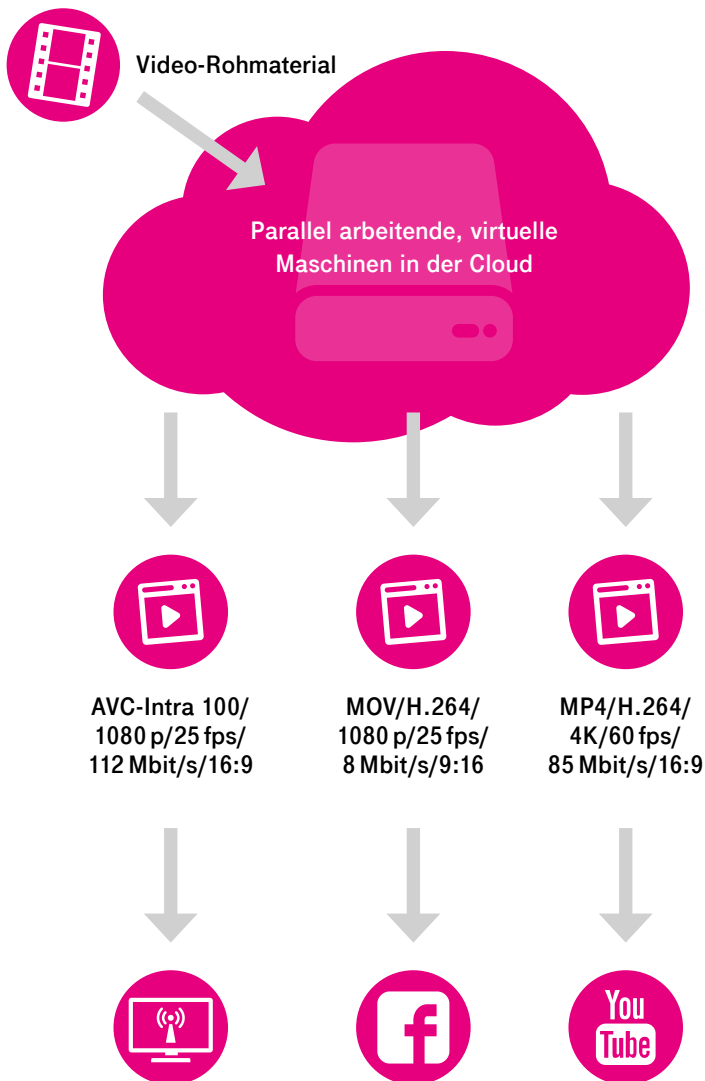 Video-Rohmaterial
Parallel arbeitende, virtuelle
Maschinen in der Cloud
AVC-Intra 100/
1080 p/25 fps/
112 Mbit/s/16:9
MOV/H.264/
1080 p/25 fps/
8 Mbit/s/9:16
MP4/H.264/
4K/60 fps/
85 Mbit/s/16:9
f
You
Tube